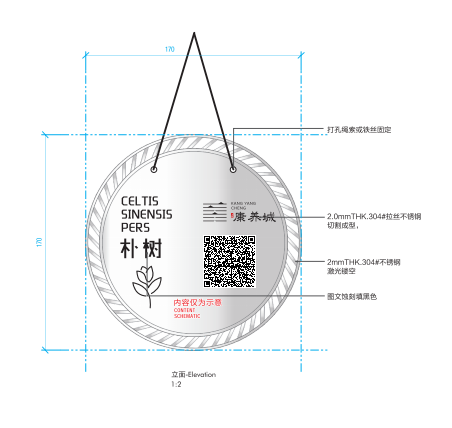 170
打孔绳索或铁丝固定
170
CELTIS
SINENSIS
PERS
朴树
KANG YANG
CHENG
康养城
2.0mmTHK.304#拉丝不锈钢
切割成型，
2mmTHK.304#不锈钢
激光镂空
图文蚀刻填黑色
内容仅为示意
CONTENT
SCHEMATIC
立面-Elevation
1:2